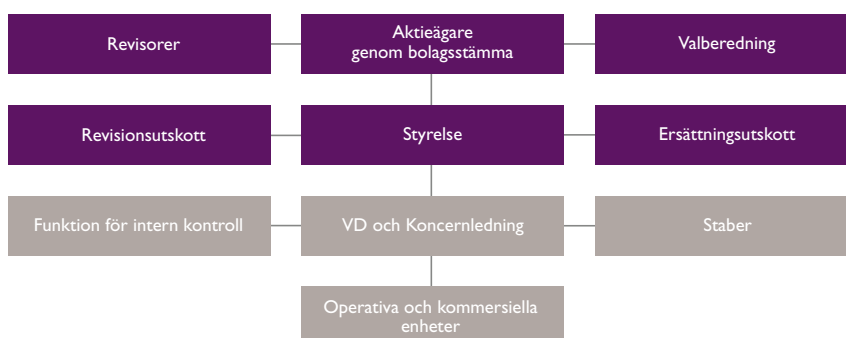 Revisorer
Aktieägare
genom bolagsstämma
Valberedning
Revisionsutskott
Styrelse
Ersättningsutskott
Funktion för intern kontroll
VD och Koncernledning
Staber
Operativa och kommersiella
enheter